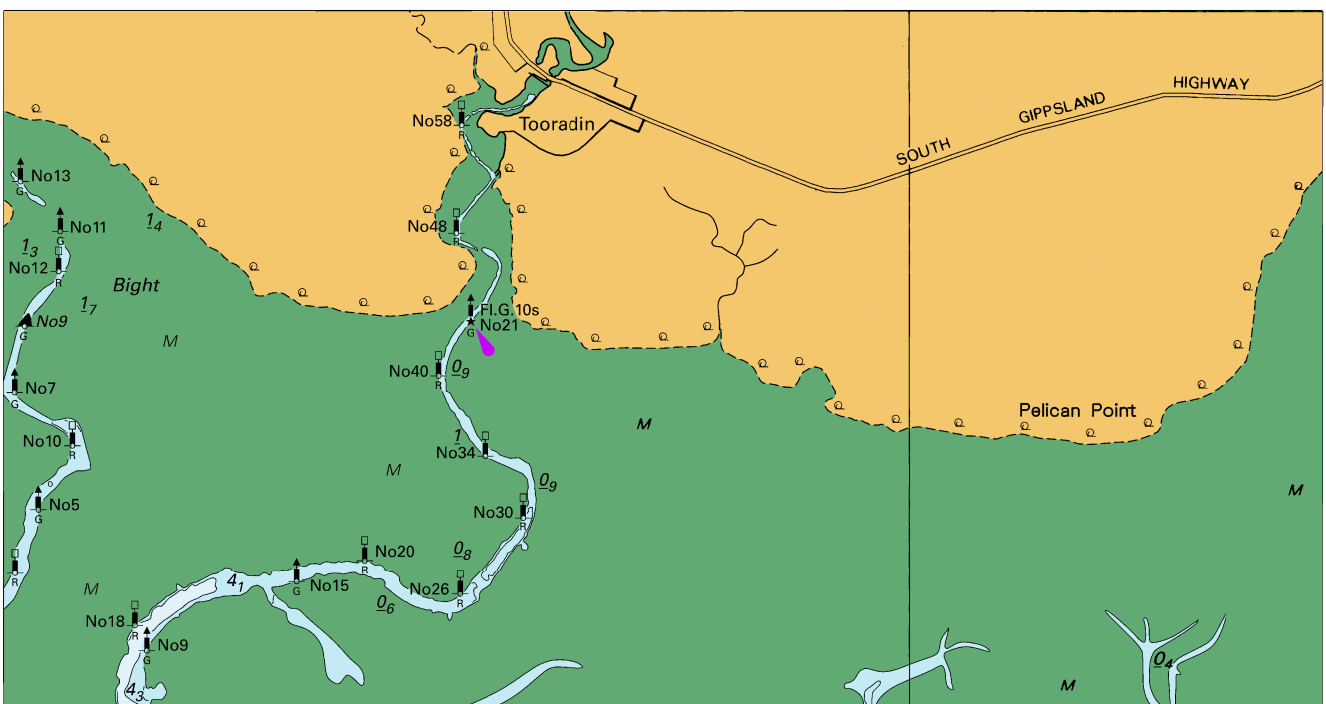 HIGHWAY
GIPPSLAND
SOUTH
No58
R
Tooradin
No13
G
1₄
No11
G
No48
R
1₃
No12
R
Bight
1₇
Fl.G.10s
No21
G
No9
G
M
No40
R
0₉
No7
G
Pelican Point
M
No10
R
1
No34
M
0₉
M
No5
G
No30
R
No20
R
0₈
R
No15
G
No26
R
M
4₁
0₆
No18
R
No9
G
0₄
M
4₃